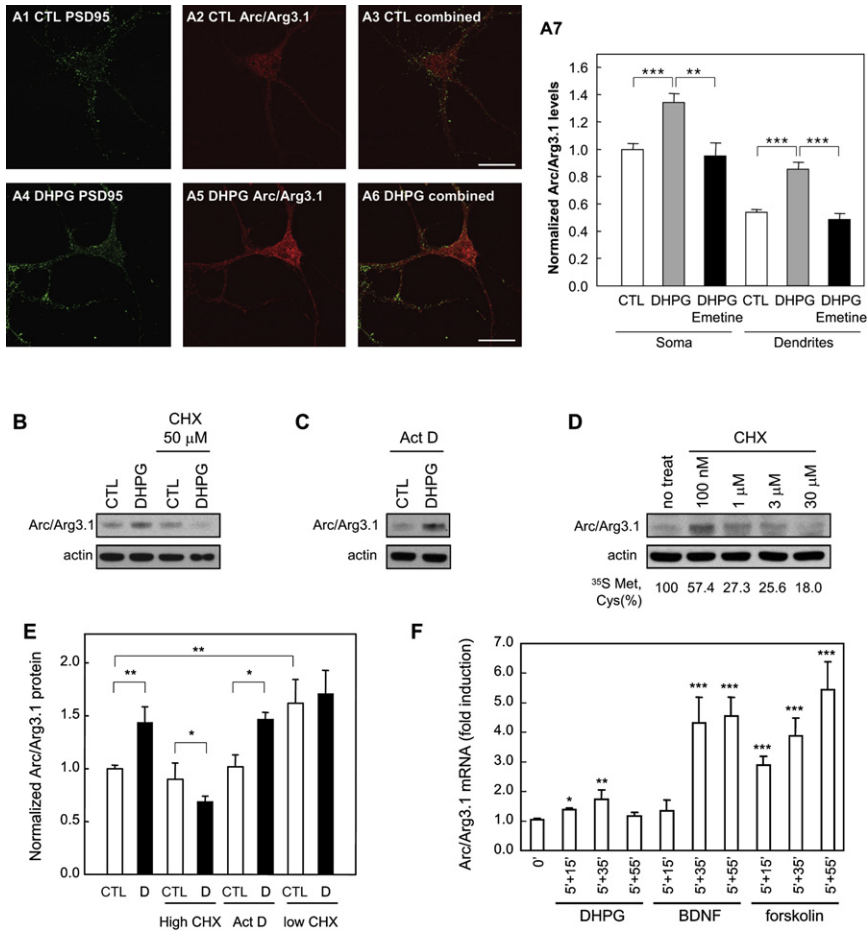 A1 CTL PSD95
A2 CTL Arc/Arg3.1
A3 CTL combined
A4 DHPG PSD95
A5 DHPG Arc/Arg3.1
A6 DHPG combined
A7
Normalized Arc/Arg3.1 levels
1.6
1.4
1.2
1.0
0.8
0.6
0.4
0.2
0.0
*** **
*** ***
CTL DHPG DHPG Emetine CTL DHPG DHPG Emetine
Soma Dendrites
B
CHX
50 µM
CTL DHPG CTL DHPG
Arc/Arg3.1
actin
C
Act D
CTL DHPG
Arc/Arg3.1
actin
D
CHX
no treat 100 nM 1 µM 3 µM 30 µM
Arc/Arg3.1
actin
35S Met, Cys(%) 100 57.4 27.3 25.6 18.0
E
Normalized Arc/Arg3.1 protein
2.0
1.5
1.0
0.5
0.0
**
** * *
CTL D CTL D CTL D CTL D
High CHX Act D low CHX
F
Arc/Arg3.1 mRNA (fold induction)
7.0
6.0
5.0
4.0
3.0
2.0
1.0
0.0
* ** *** *** *** *** ***
0' 5'+15' 5'+35' 5'+55' 5'+15' 5'+35' 5'+55' 5'+15' 5'+35' 5'+55'
DHPG BDNF forskolin